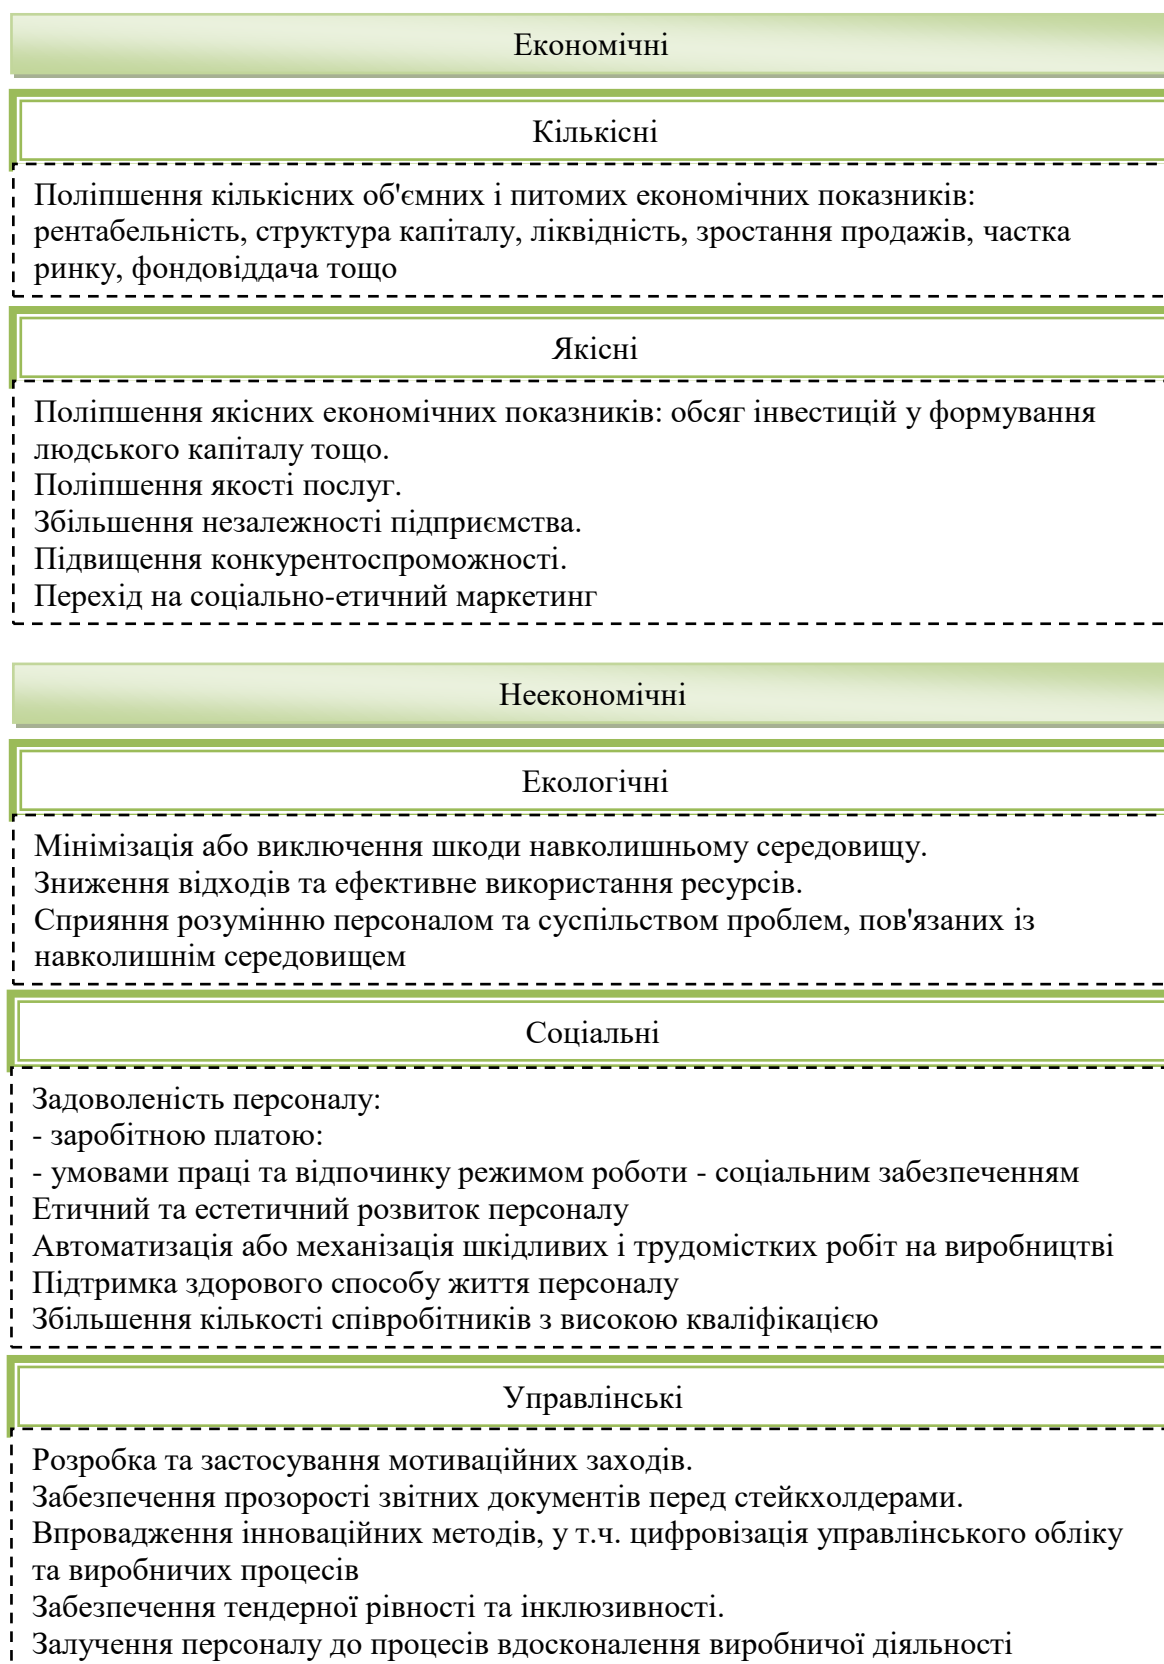 Економічні
Кількісні
Поліпшення кількісних об'ємних і питомих економічних показників:
рентабельність, структура капіталу, ліквідність, зростання продажів, частка
ринку, фондовіддача тощо
Якісні
Поліпшення якісних економічних показників: обсяг інвестицій у формування
людського капіталу тощо.
Поліпшення якості послуг.
Збільшення незалежності підприємства.
Підвищення конкурентоспроможності.
Перехід на соціально-етичний маркетинг
Неекономічні
Екологічні
Мінімізація або виключення шкоди навколишньому середовищу.
Зниження відходів та ефективне використання ресурсів.
Сприяння розумінню персоналом та суспільством проблем, пов'язаних із
навколишнім середовищем
Соціальні
Задоволеність персоналу:
- заробітною платою:
- умовами праці та відпочинку режимом роботи - соціальним забезпеченням
Етичний та естетичний розвиток персоналу
Автоматизація або механізація шкідливих і трудомістких робіт на виробництві
Підтримка здорового способу життя персоналу
Збільшення кількості співробітників з високою кваліфікацією
Управлінські
Розробка та застосування мотиваційних заходів.
Забезпечення прозорості звітних документів перед стейкхолдерами.
Впровадження інноваційних методів, у т.ч. цифровізація управлінського обліку
та виробничих процесів
Забезпечення тендерної рівності та інклюзивності.
Залучення персоналу до процесів вдосконалення виробничої діяльності